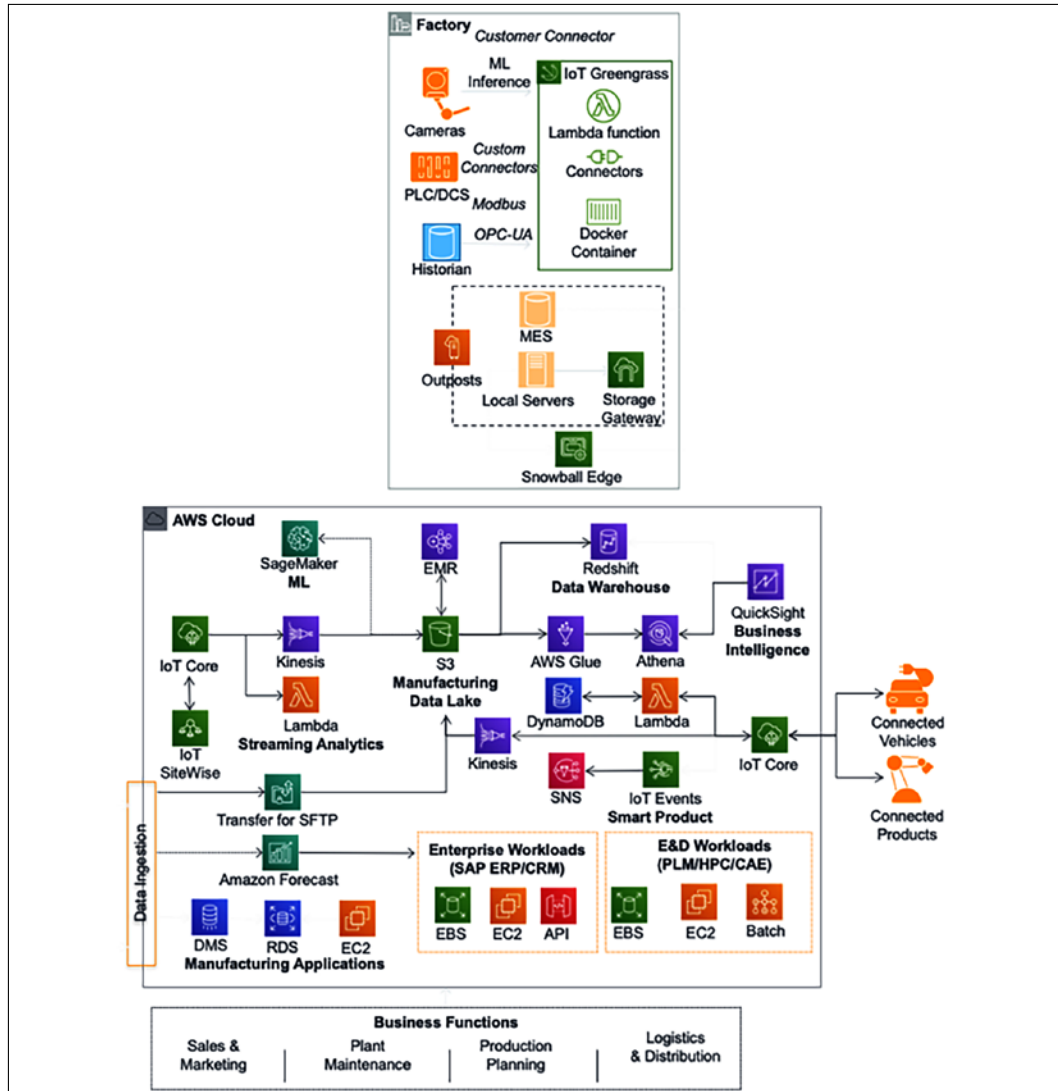 Factory
Customer Connector
ML
Inference
IoT Greengrass
Cameras
Lambda function
Custom
Connectors
Connectors
PLC/DCS
Modbus
OPC-UA
Docker
Container
Historian
MES
Outposts
Local Servers
Storage
Gateway
Snowball Edge
AWS Cloud
SageMaker
ML
EMR
Redshift
Data Warehouse
QuickSight
Business
Intelligence
IoT Core
Kinesis
S3
Manufacturing
Data Lake
AWS Glue
Athena
Lambda
Streaming Analytics
DynamoDB
Lambda
IoT
SiteWise
Kinesis
IoT Core
Connected
Vehicles
SNS
IoT Events
Smart Product
Connected
Products
Data Ingestion
Transfer for SFTP
Amazon Forecast
Enterprise Workloads
(SAP ERP/CRM)
EBS
EC2
API
E&D Workloads
(PLM/HPC/CAE)
EBS
EC2
Batch
DMS
RDS
EC2
Manufacturing Applications
Business Functions
Sales &
Marketing
Plant
Maintenance
Production
Planning
Logistics
& Distribution